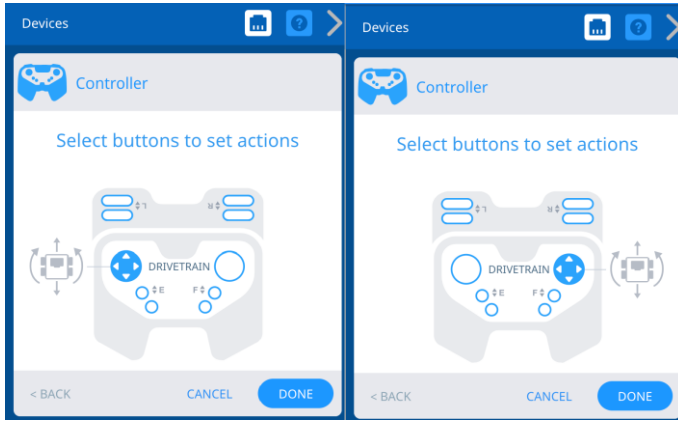 Devices
?
Controller
Select buttons to set actions
L
R
DRIVETRAIN
E
F
< BACK
CANCEL
DONE
Devices
?
Controller
Select buttons to set actions
L
R
DRIVETRAIN
E
F
< BACK
CANCEL
DONE